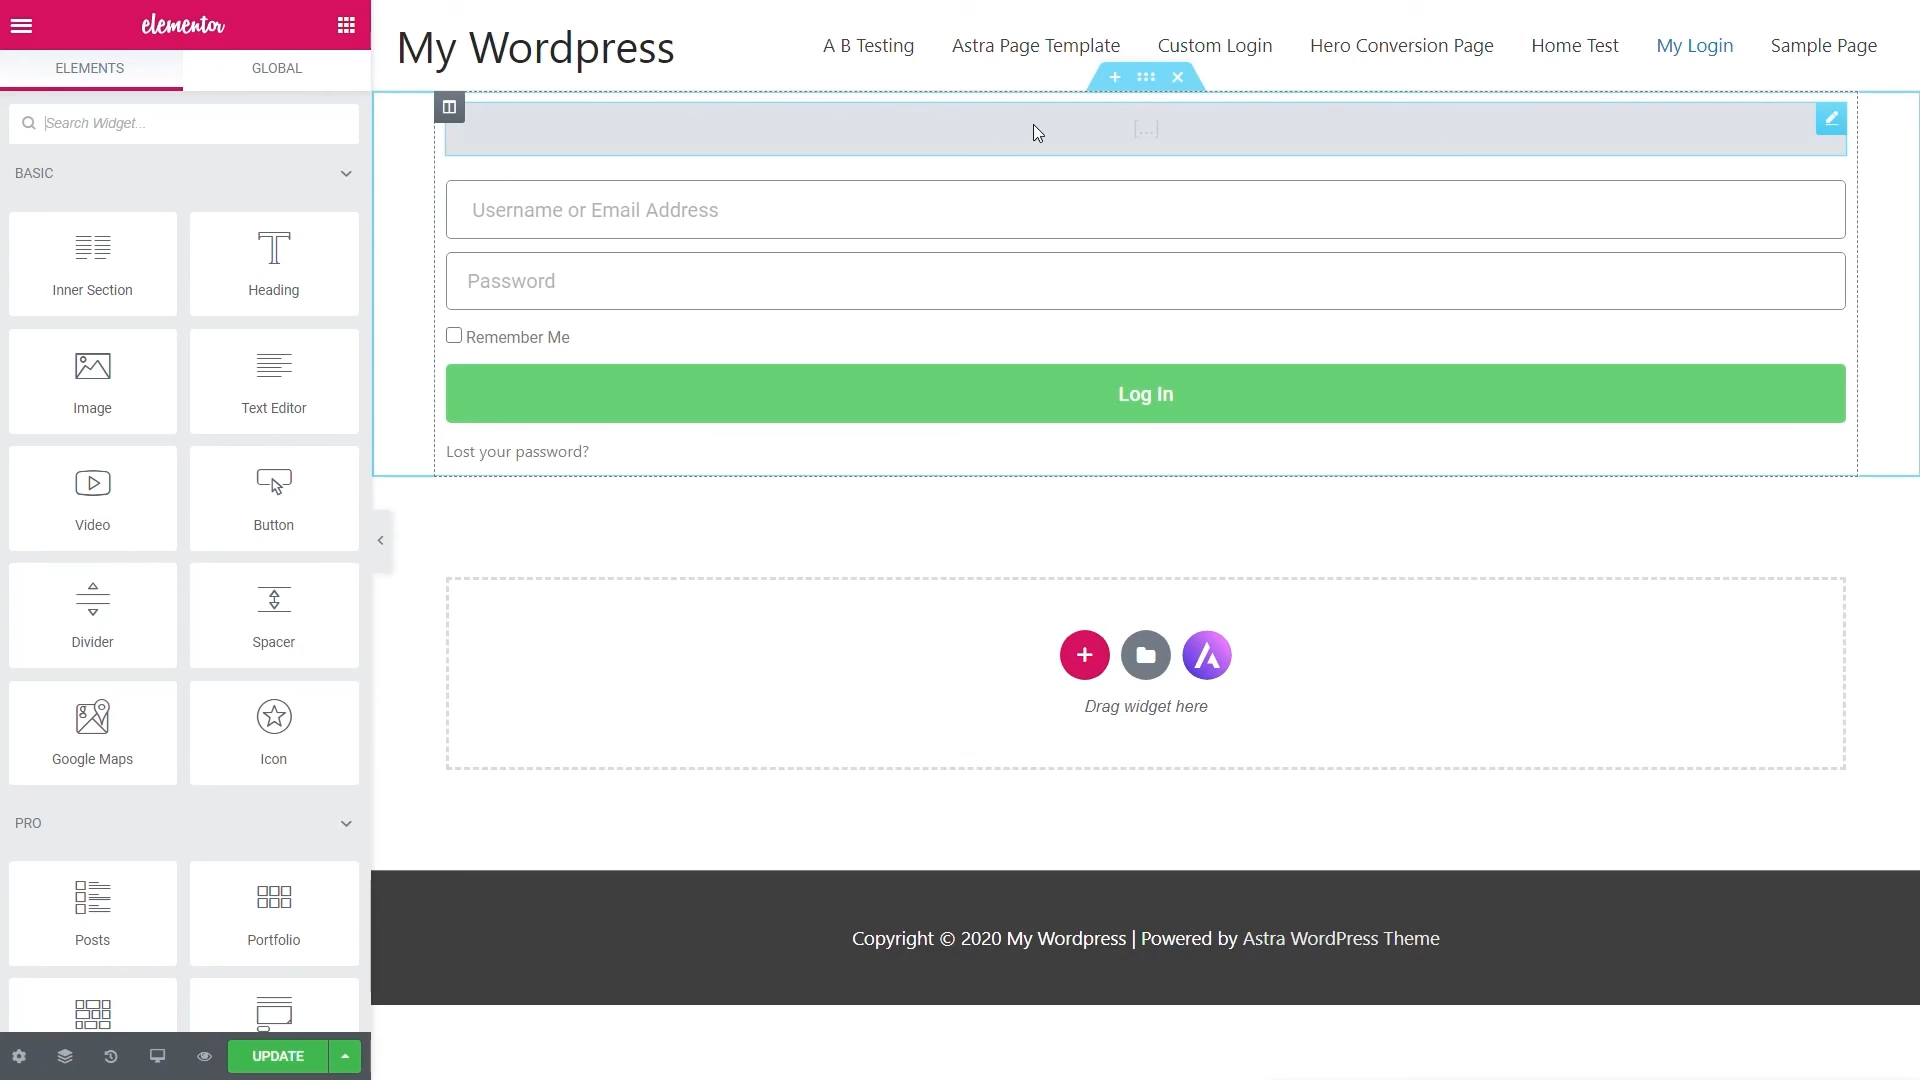 elementor
ELEMENTS
GLOBAL
Search Widget...
BASIC
Inner Section
Heading
Image
Text Editor
Video
Button
Divider
Spacer
Google Maps
Icon
PRO
Posts
Portfolio
UPDATE
My Wordpress
A B Testing
Astra Page Template
Custom Login
Hero Conversion Page
Home Test
My Login
Sample Page
[...]
Username or Email Address
Password
Remember Me
Log In
Lost your password?
Drag widget here
Copyright © 2020 My Wordpress | Powered by Astra WordPress Theme